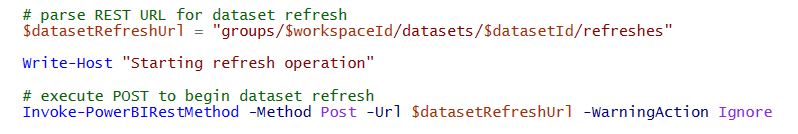 # parse REST URL for dataset refresh
$datasetRefreshUrl = "groups/$workspaceId/datasets/$datasetId/refreshes"
Write-Host "Starting refresh operation"
# execute POST to begin dataset refresh
Invoke-PowerBIRestMethod -Method Post -Url $datasetRefreshUrl -WarningAction Ignore